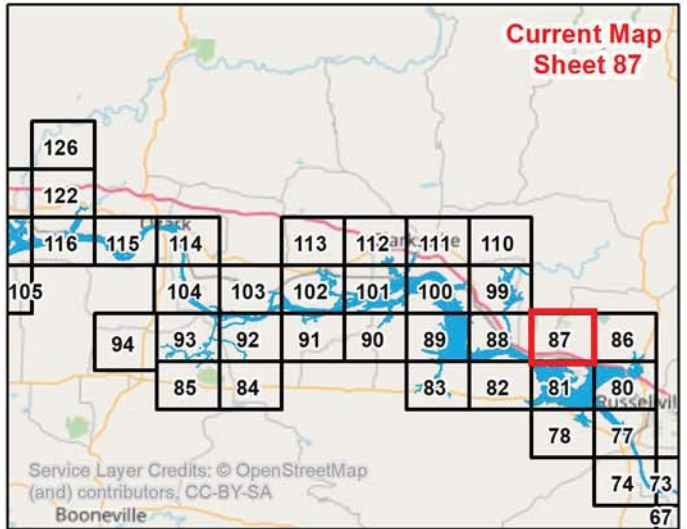 Current Map
Sheet 87
126
122
116 115 114 113 112 111 110
105 104 103 102 101 100 99
94 93 92 91 90 89 88 87 86
85 84 83 82 81 80
Russellvil
78 77
74 73
67
Service Layer Credits: © OpenStreetMap
(and) contributors, CC-BY-SA
Booneville